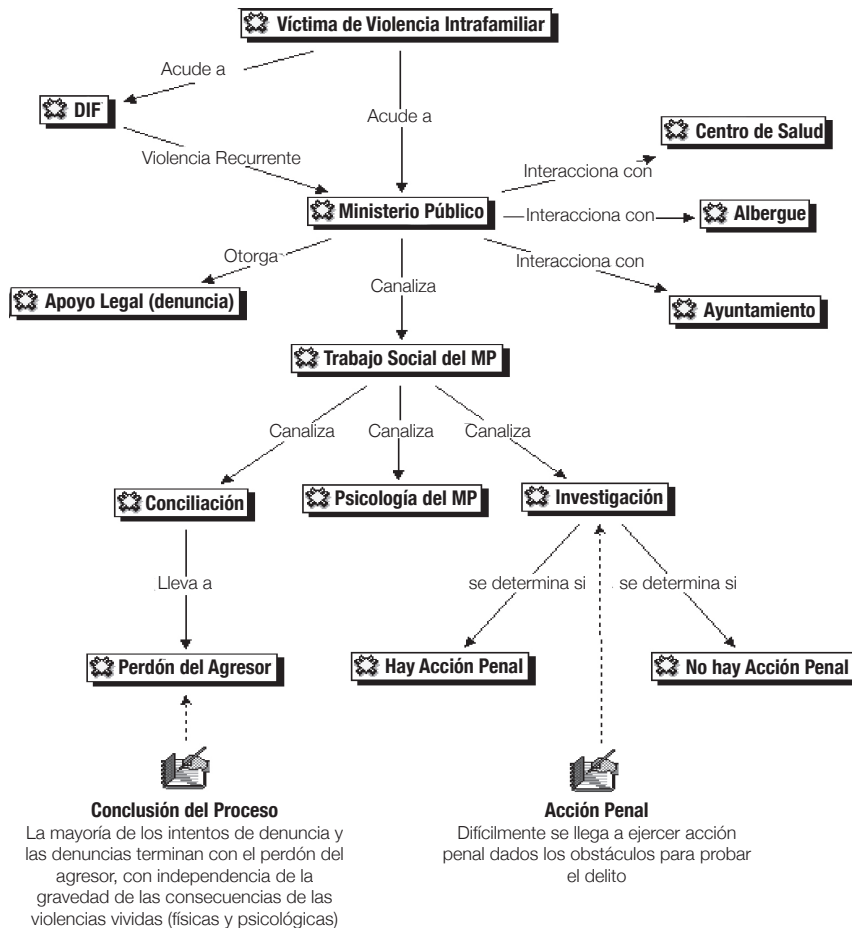 Víctima de Violencia Intrafamiliar
Acude a
DIF
Acude a
Centro de Salud
Violencia Recurrente
Interacciona con
Ministerio Público
Interacciona con
Albergue
Otorga
Interacciona con
Apoyo Legal (denuncia)
Canaliza
Ayuntamiento
Trabajo Social del MP
Canaliza
Canaliza
Canaliza
Conciliación
Psicología del MP
Investigación
Lleva a
se determina si
se determina si
Perdón del Agresor
Hay Acción Penal
No hay Acción Penal
Conclusión del Proceso
La mayoría de los intentos de denuncia y
las denuncias terminan con el perdón del
agresor, con independencia de la
gravedad de las consecuencias de las
violencias vividas (físicas y psicológicas)
Acción Penal
Difícilmente se llega a ejercer acción
penal dados los obstáculos para probar
el delito